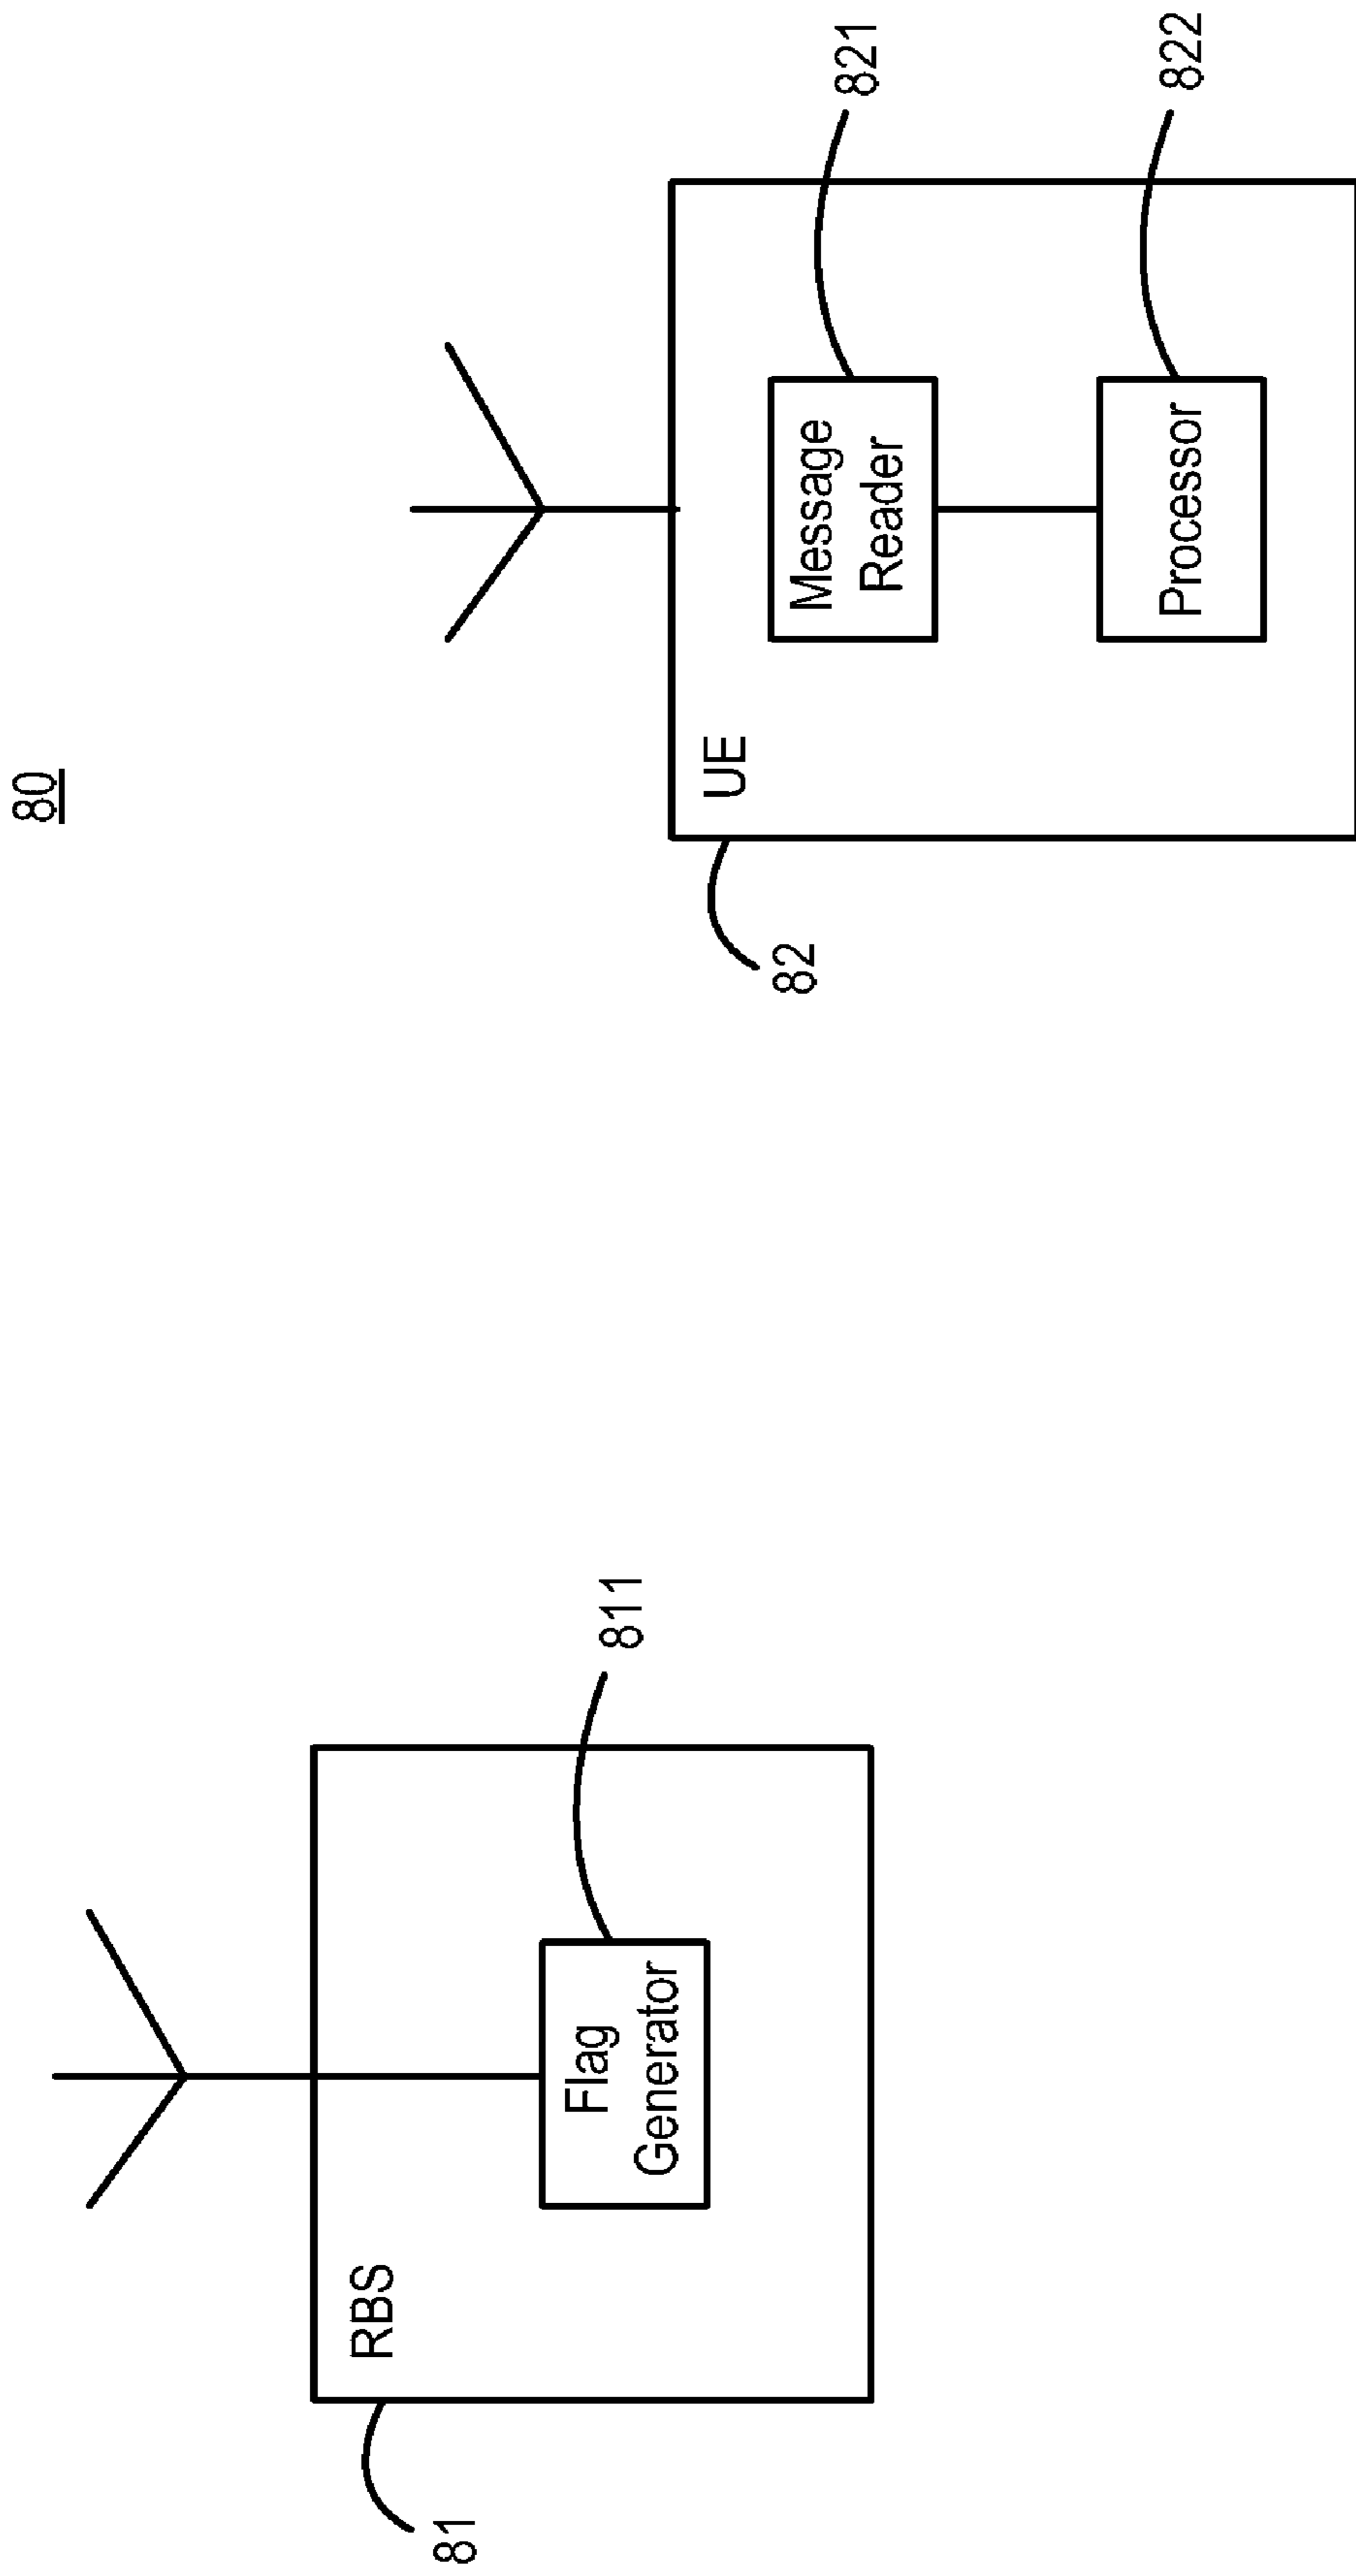 80
81
RBS
Flag
Generator
811
82
UE
Message
Reader
821
Processor
822